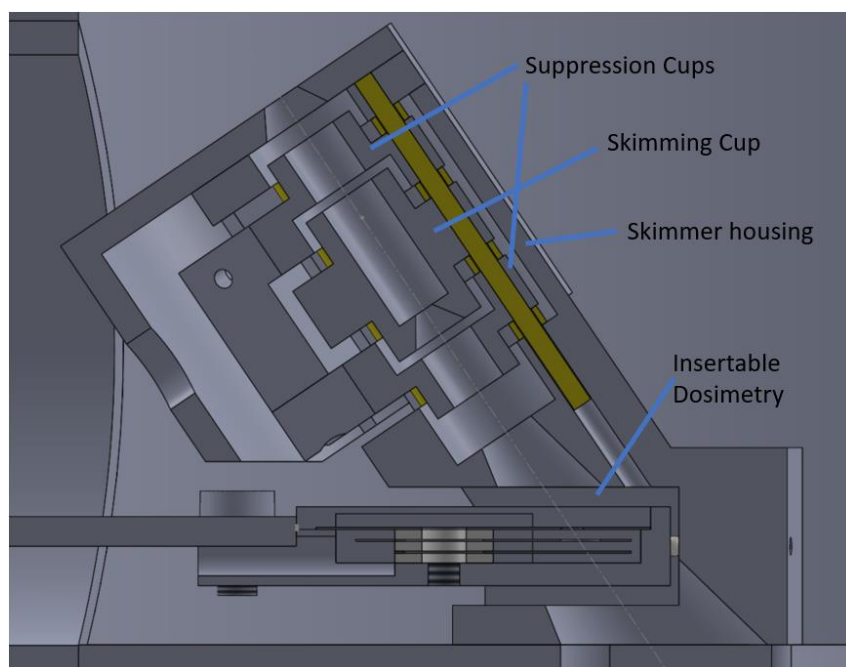 Suppression Cups
Skimming Cup
Skimmer housing
Insertable
Dosimetry